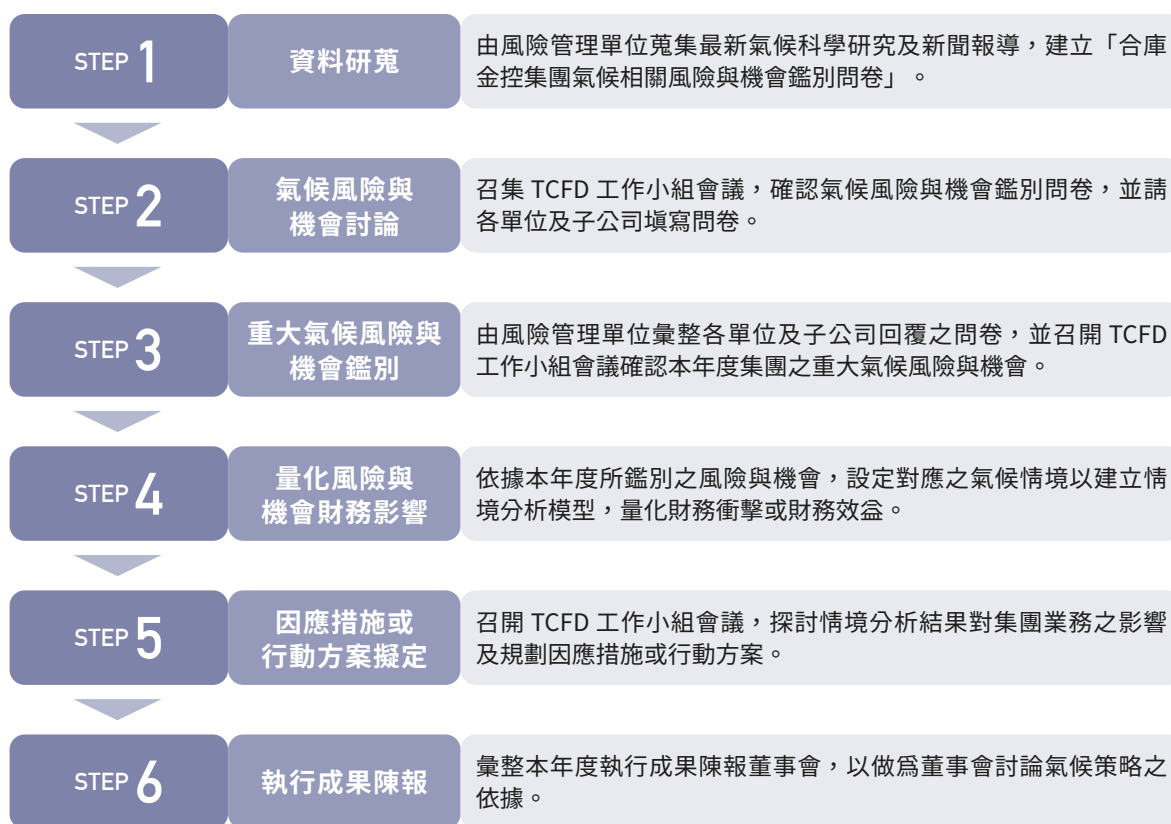 STEP 1
資料研蒐
由風險管理單位蒐集最新氣候科學研究及新聞報導，建立「合庫
金控集團氣候相關風險與機會鑑別問卷」。
STEP 2
氣候風險與
機會討論
召集 TCFD 工作小組會議，確認氣候風險與機會鑑別問卷，並請
各單位及子公司填寫問卷。
STEP 3
重大氣候風險與
機會鑑別
由風險管理單位彙整各單位及子公司回覆之問卷，並召開 TCFD
工作小組會議確認本年度集團之重大氣候風險與機會。
STEP 4
量化風險與
機會財務影響
依據本年度所鑑別之風險與機會，設定對應之氣候情境以建立情
境分析模型，量化財務衝擊或財務效益。
STEP 5
因應措施或
行動方案擬定
召開 TCFD 工作小組會議，探討情境分析結果對集團業務之影響
及規劃因應措施或行動方案。
STEP 6
執行成果陳報
彙整本年度執行成果陳報董事會，以做為董事會討論氣候策略之
依據。